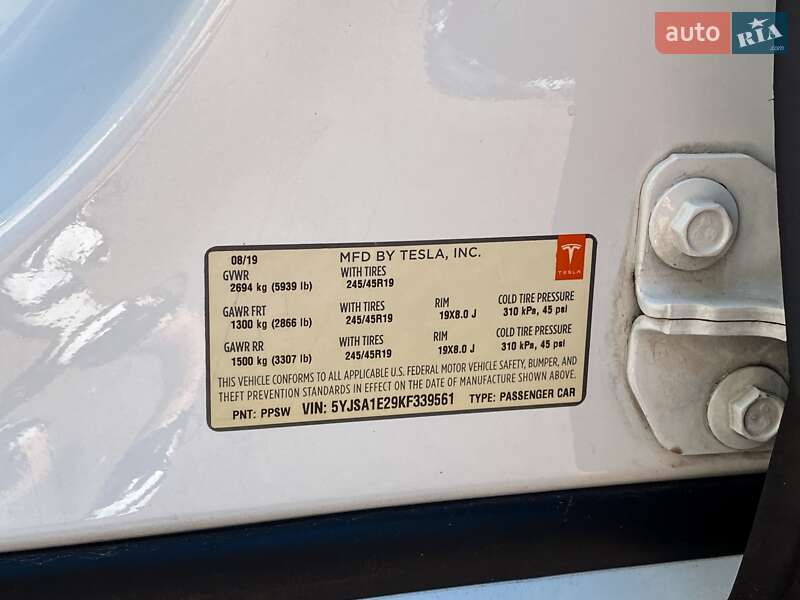 auto RIA.com
08/19 MFD BY TESLA, INC.
GVWR WITH TIRES
2694 kg (5939 lb) 245/45R19
TESLA
GAWR FRT WITH TIRES RIM COLD TIRE PRESSURE
1300 kg (2866 lb) 245/45R19 19X8.0 J 310 kPa, 45 psi
GAWR RR WITH TIRES RIM COLD TIRE PRESSURE
1500 kg (3307 lb) 245/45R19 19X8.0 J 310 kPa, 45 psi
THIS VEHICLE CONFORMS TO ALL APPLICABLE U.S. FEDERAL MOTOR VEHICLE SAFETY, BUMPER, AND
THEFT PREVENTION STANDARDS IN EFFECT ON THE DATE OF MANUFACTURE SHOWN ABOVE.
PNT: PPSW VIN: 5YJSA1E29KF339561 TYPE: PASSENGER CAR